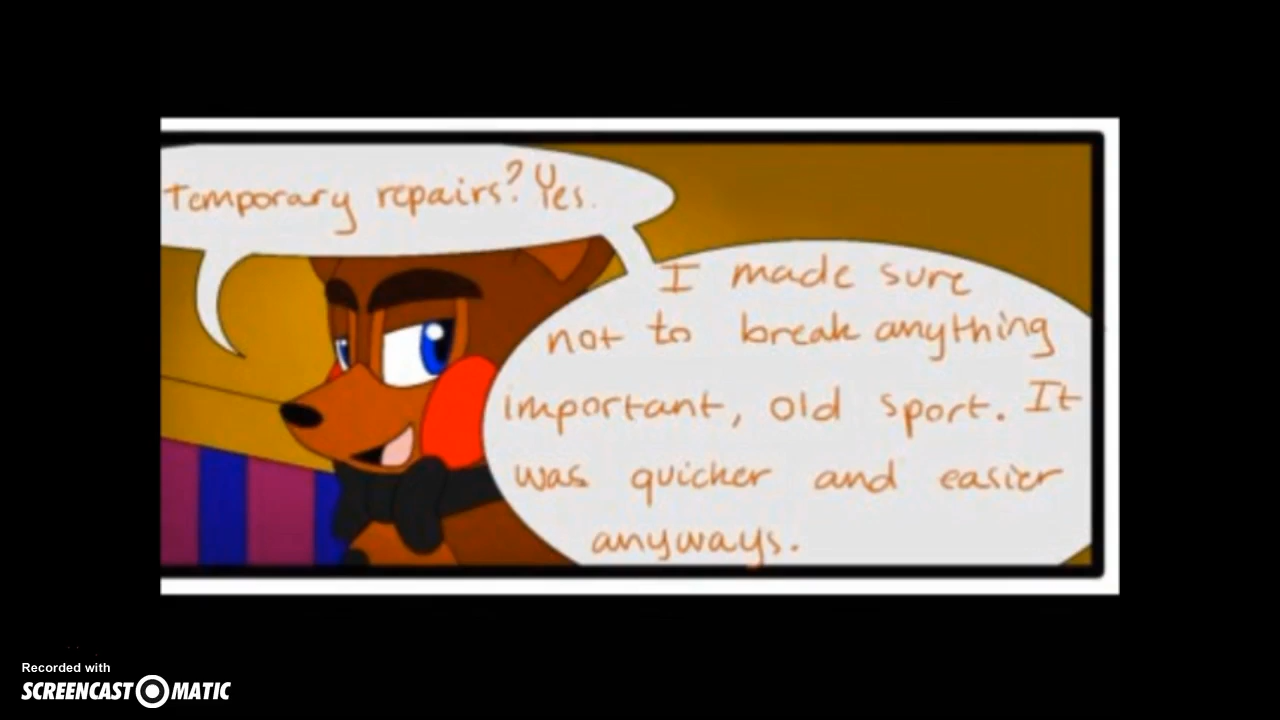 Temporary repairs? Yes.
I made sure
not to break anything
important, old sport. It
was quicker and easier
anyways.
Recorded with
SCREENCAST MATIC